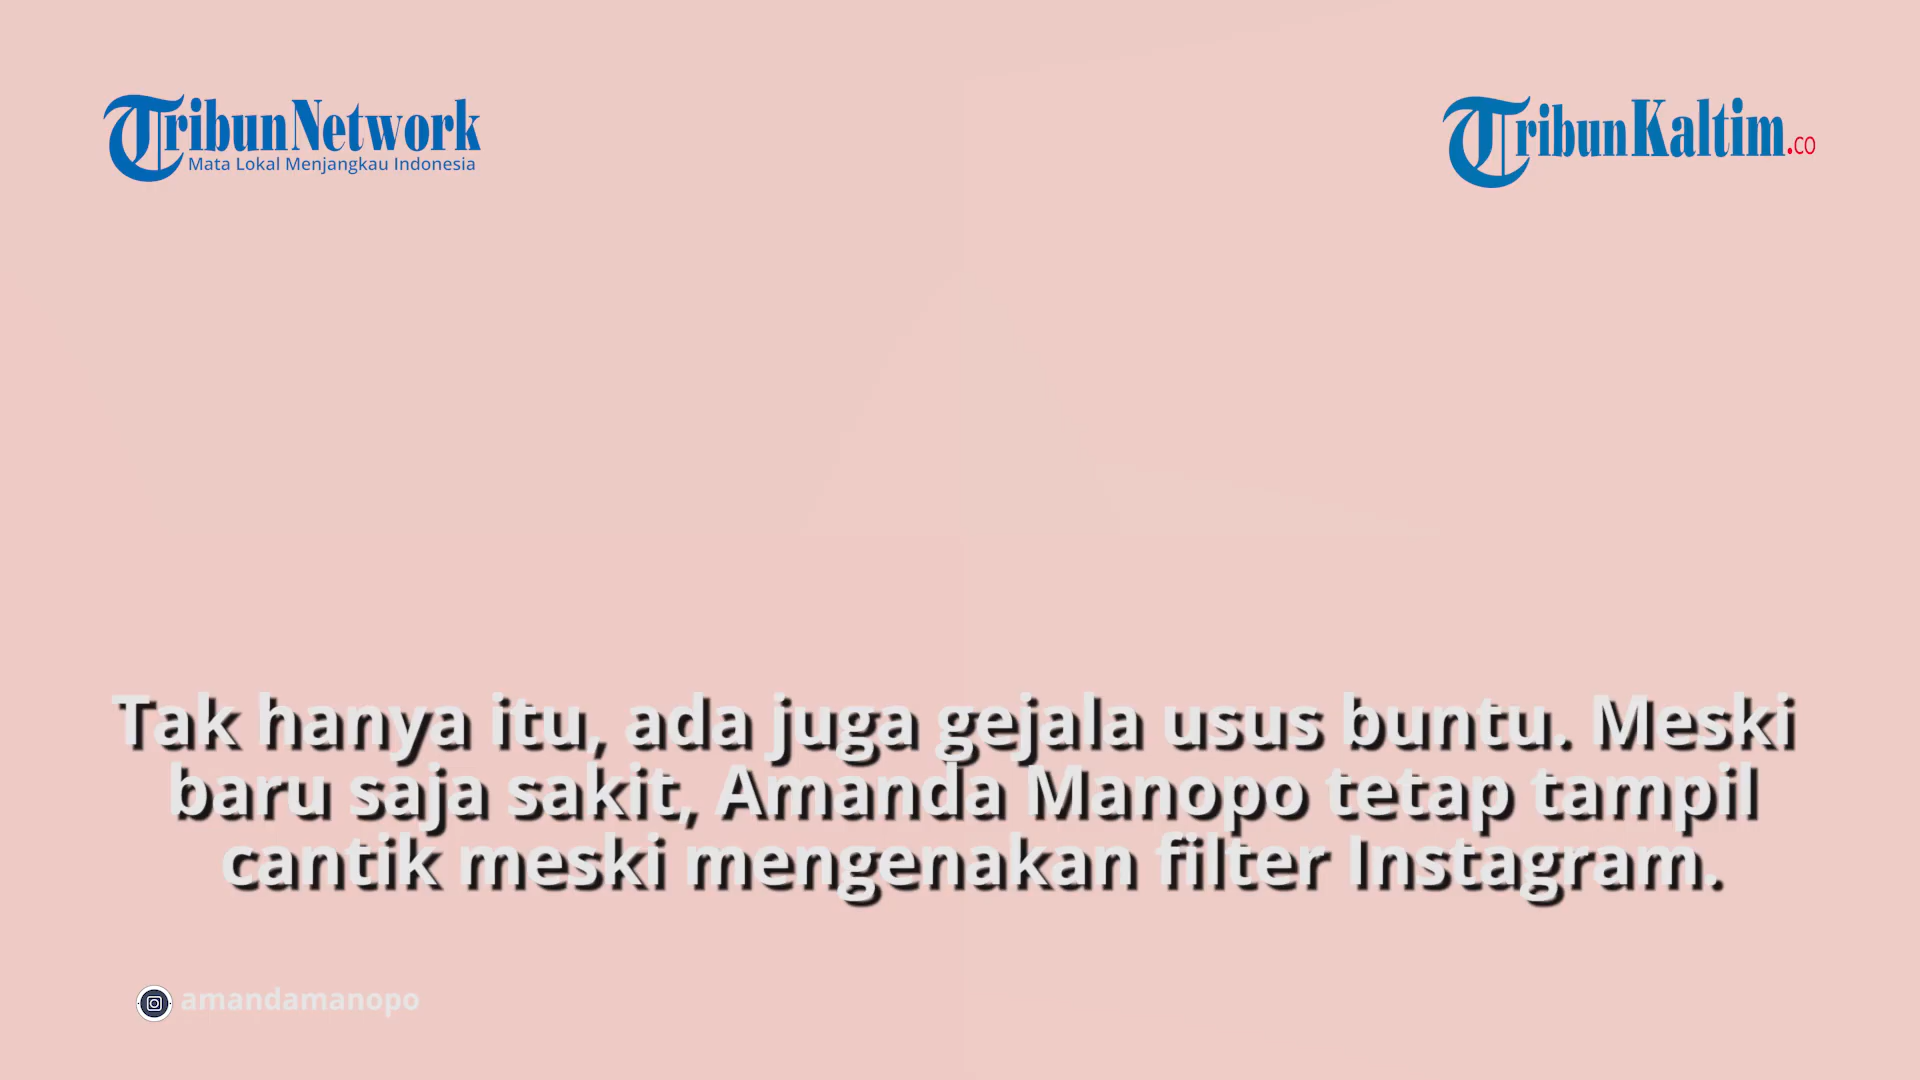 TribunNetwork
Mata Lokal Menjangkau Indonesia
TribunKaltim.co
Tak hanya itu, ada juga gejala usus buntu. Meski
baru saja sakit, Amanda Manopo tetap tampil
cantik meski mengenakan filter Instagram.
amandamanopo